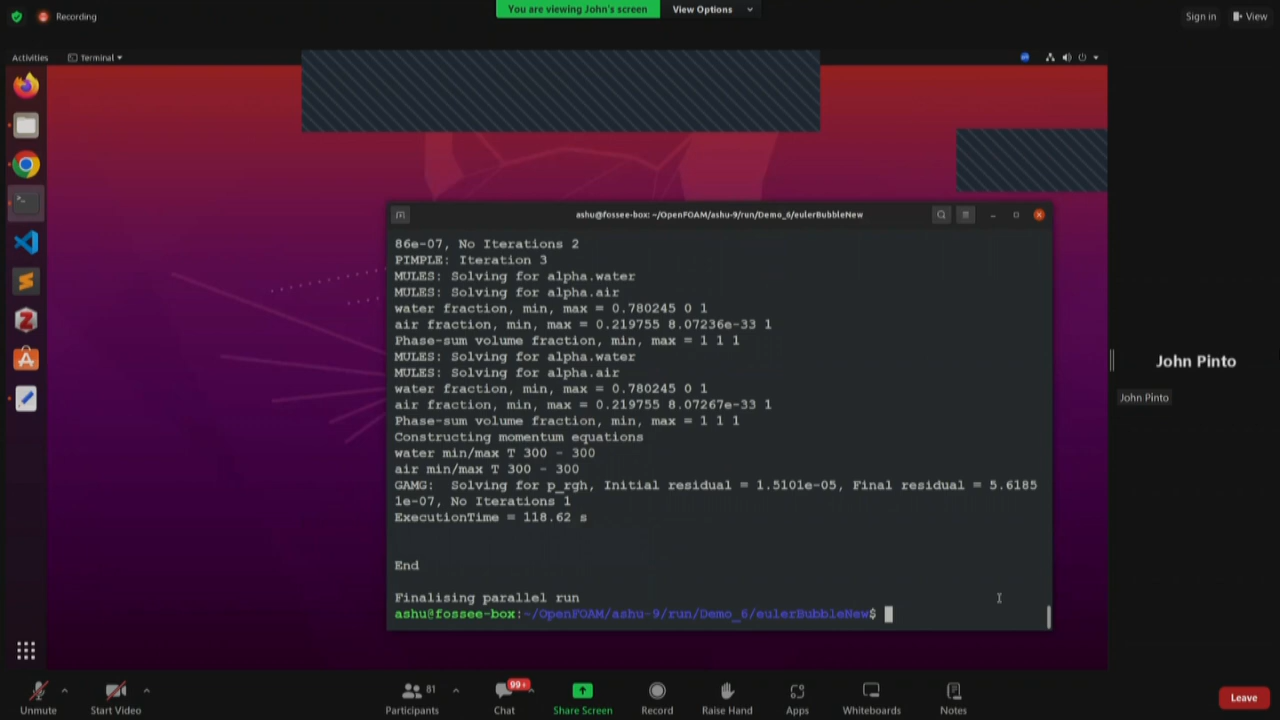 Recording
You are viewing John's screen
View Options
Sign in
View
Activities
Terminal
ashu@fossee-box: ~/OpenFOAM/ashu-9/run/Demo_6/eulerBubbleNew
86e-07, No Iterations 2
PIMPLE: Iteration 3
MULES: Solving for alpha.water
MULES: Solving for alpha.air
water fraction, min, max = 0.780245 0 1
air fraction, min, max = 0.219755 8.07236e-33 1
Phase-sum volume fraction, min, max = 1 1 1
MULES: Solving for alpha.water
MULES: Solving for alpha.air
water fraction, min, max = 0.780245 0 1
air fraction, min, max = 0.219755 8.07267e-33 1
Phase-sum volume fraction, min, max = 1 1 1
Constructing momentum equations
water min/max T 300 - 300
air min/max T 300 - 300
GAMG:  Solving for p_rgh, Initial residual = 1.5101e-05, Final residual = 5.6185
1e-07, No Iterations 1
ExecutionTime = 118.62 s
End
Finalising parallel run
ashu@fossee-box:~/OpenFOAM/ashu-9/run/Demo_6/eulerBubbleNew$
John Pinto
John Pinto
Unmute
Start Video
81
Participants
99+
Chat
Share Screen
Record
Raise Hand
Apps
Whiteboards
Notes
Leave